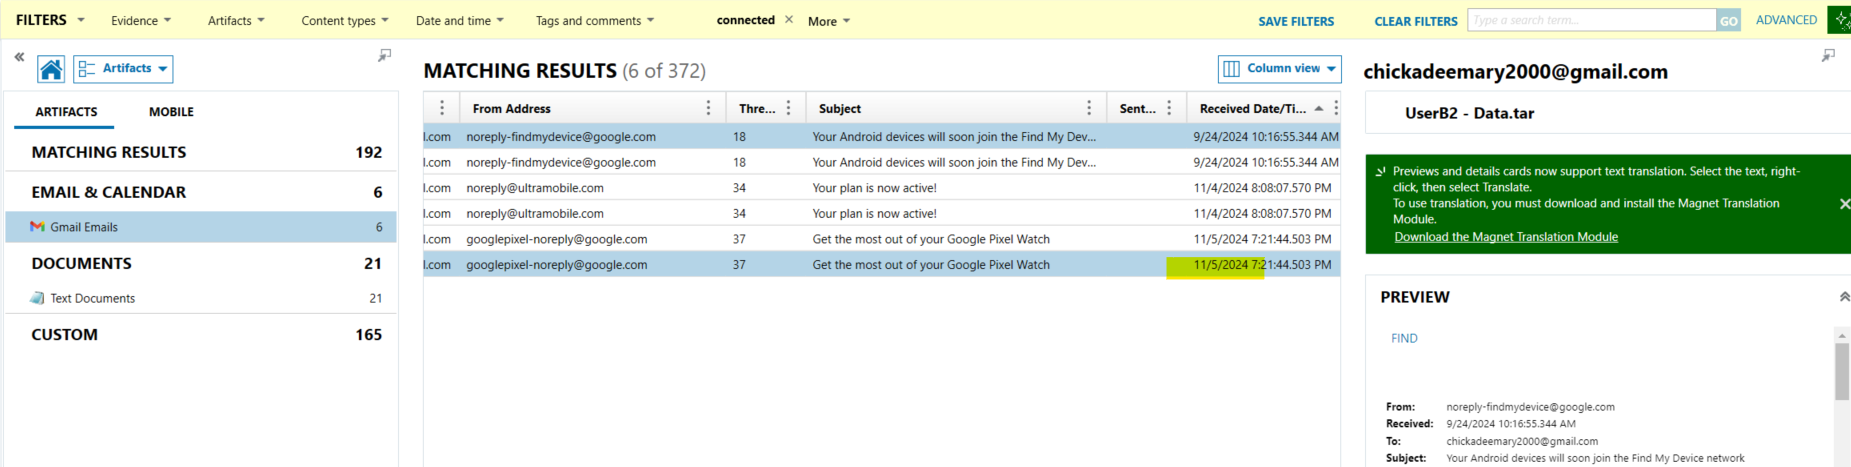 FILTERS Evidence Artifacts Content types Date and time Tags and comments connected × More SAVE FILTERS CLEAR FILTERS Type a search term... GO ADVANCED
Artifacts
ARTIFACTS MOBILE
MATCHING RESULTS 192
EMAIL & CALENDAR 6
Gmail Emails 6
DOCUMENTS 21
Text Documents 21
CUSTOM 165
MATCHING RESULTS (6 of 372) Column view
From Address Thre... Subject Sent... Received Date/Ti...
l.com noreply-findmydevice@google.com 18 Your Android devices will soon join the Find My Dev... 9/24/2024 10:16:55.344 AM
l.com noreply-findmydevice@google.com 18 Your Android devices will soon join the Find My Dev... 9/24/2024 10:16:55.344 AM
l.com noreply@ultramobile.com 34 Your plan is now active! 11/4/2024 8:08:07.570 PM
l.com noreply@ultramobile.com 34 Your plan is now active! 11/4/2024 8:08:07.570 PM
l.com googlepixel-noreply@google.com 37 Get the most out of your Google Pixel Watch 11/5/2024 7:21:44.503 PM
l.com googlepixel-noreply@google.com 37 Get the most out of your Google Pixel Watch 11/5/2024 7:21:44.503 PM
chickadeemary2000@gmail.com
UserB2 - Data.tar
Previews and details cards now support text translation. Select the text, right-
click, then select Translate.
To use translation, you must download and install the Magnet Translation
Module.
Download the Magnet Translation Module
PREVIEW
FIND
From: noreply-findmydevice@google.com
Received: 9/24/2024 10:16:55.344 AM
To: chickadeemary2000@gmail.com
Subject: Your Android devices will soon join the Find My Device network